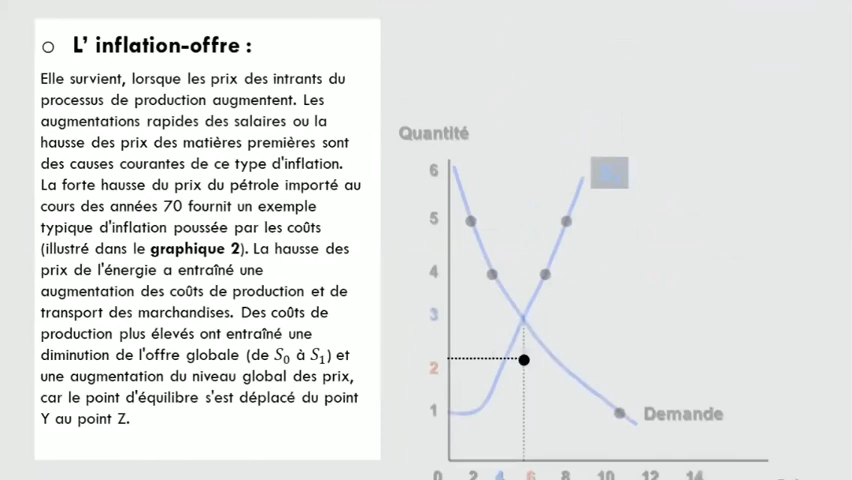 L' inflation-offre :
Elle survient, lorsque les prix des intrants du
processus de production augmentent. Les
augmentations rapides des salaires ou la
hausse des prix des matières premières sont
des causes courantes de ce type d'inflation.
La forte hausse du prix du pétrole importé au
cours des années 70 fournit un exemple
typique d'inflation poussée par les coûts
(illustré dans le graphique 2). La hausse des
prix de l'énergie a entraîné une
augmentation des coûts de production et de
transport des marchandises. Des coûts de
production plus élevés ont entraîné une
diminution de l'offre globale (de S₀ à S₁) et
une augmentation du niveau global des prix,
car le point d'équilibre s'est déplacé du point
Y au point Z.
Quantité
6
5
4
3
2
1
Demande
0 2 4 6 8 10 12 14